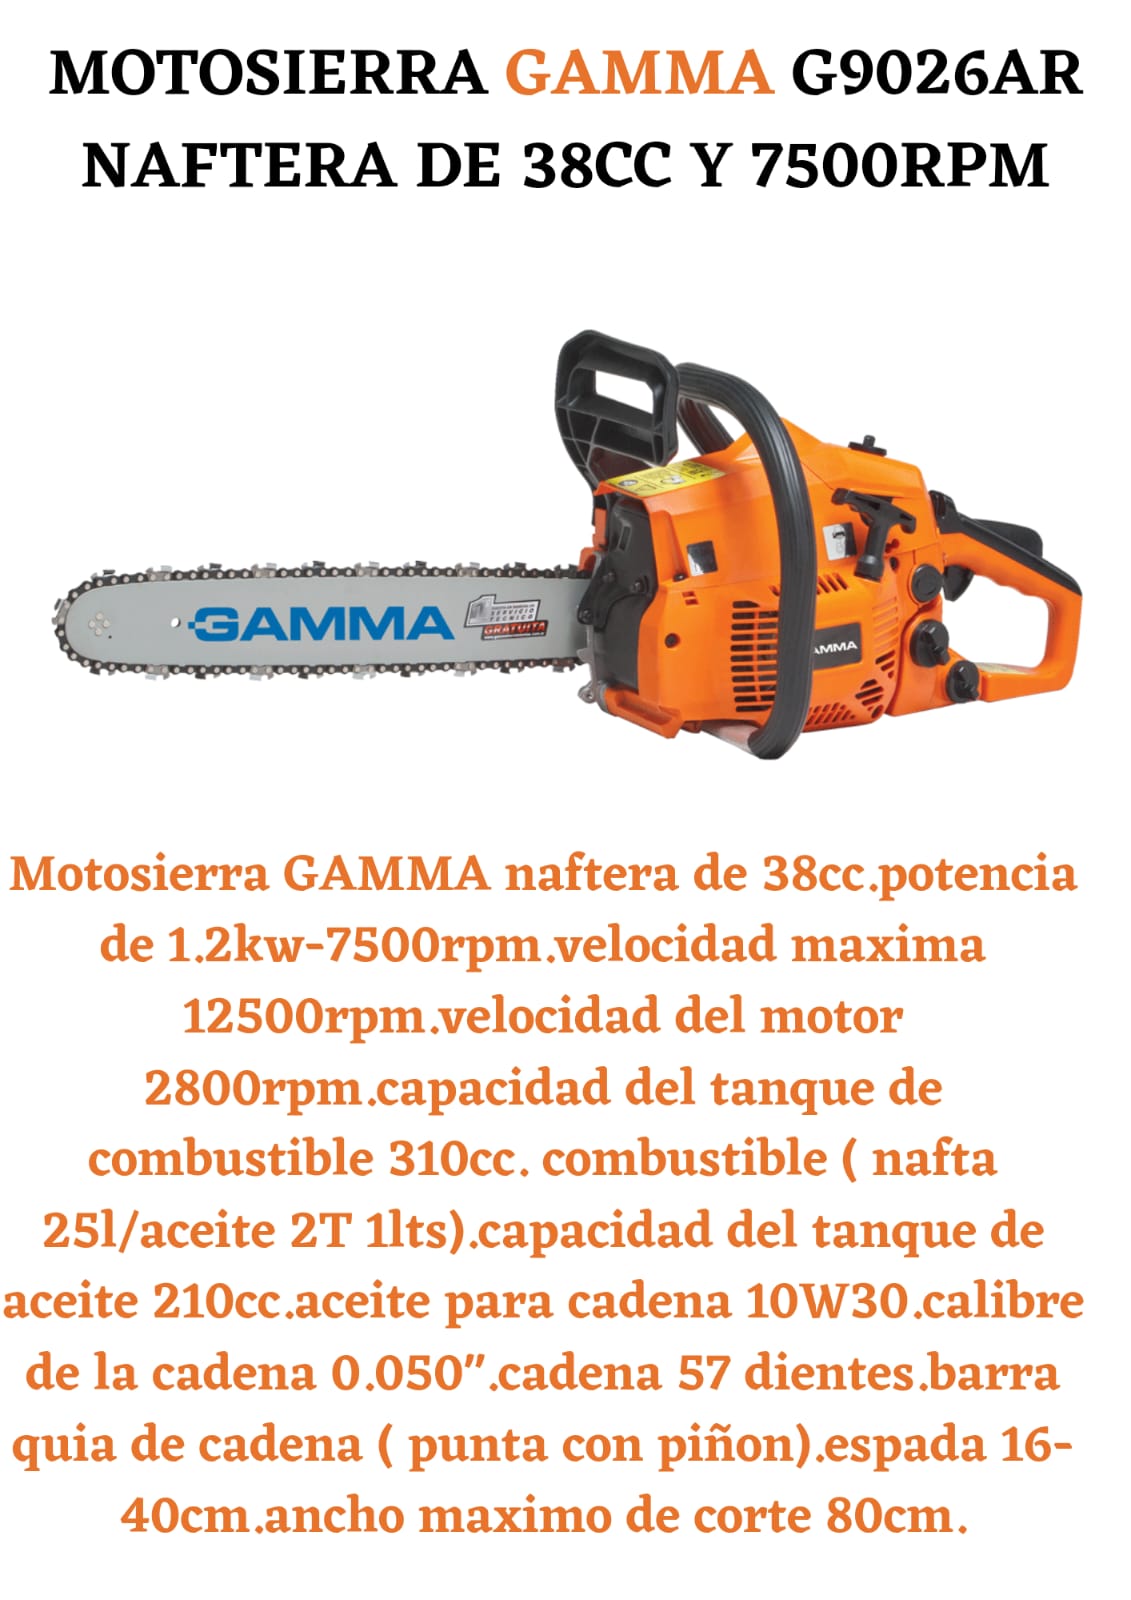 MOTOSIERRA GAMMA G9026AR
NAFTERA DE 38CC Y 7500RPM
GAMMA
SERVICIO
TECNICO
GRATUITA
AMMA
Motosierra GAMMA naftera de 38cc.potencia
de 1.2kw-7500rpm.velocidad maxima
12500rpm.velocidad del motor
2800rpm.capacidad del tanque de
combustible 310cc. combustible ( nafta
25l/aceite 2T 1lts).capacidad del tanque de
aceite 210cc.aceite para cadena 10W30.calibre
de la cadena 0.050".cadena 57 dientes.barra
quia de cadena ( punta con piñon).espada 16-
40cm.ancho maximo de corte 80cm.